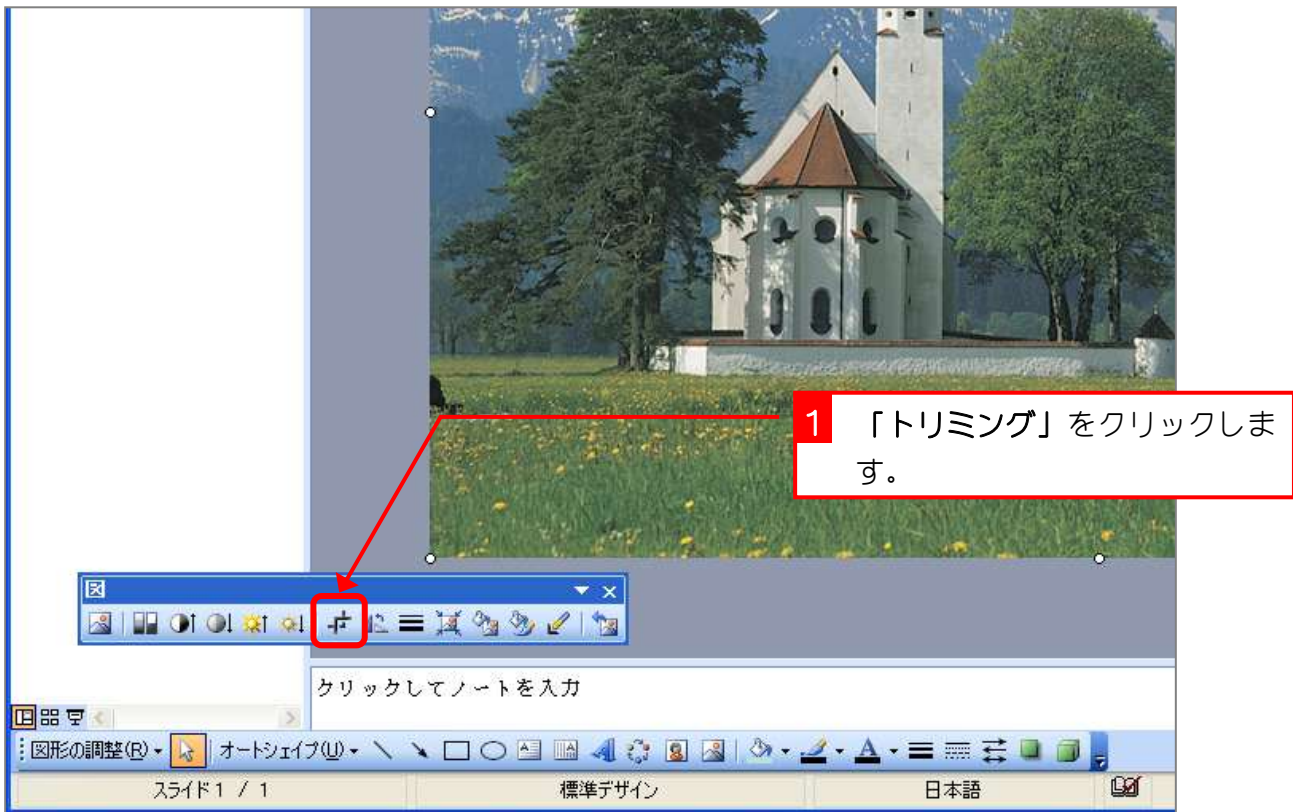 1 「トリミング」をクリックしま
す。
図
クリックしてノートを入力
図形の調整(R) オートシェイプ(U)
スライド 1 / 1 標準デザイン 日本語